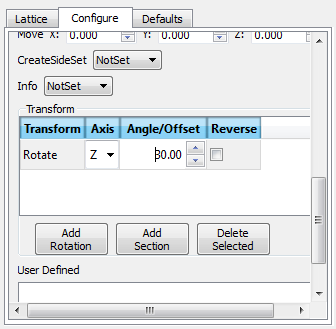 Lattice Configure Defaults
Move X: 0.000 Y: 0.000 Z: 0.000
CreateSideSet NotSet
Info NotSet
Transform
Transform Axis Angle/Offset Reverse
Rotate Z 30.00
Add Rotation
Add Section
Delete Selected
User Defined